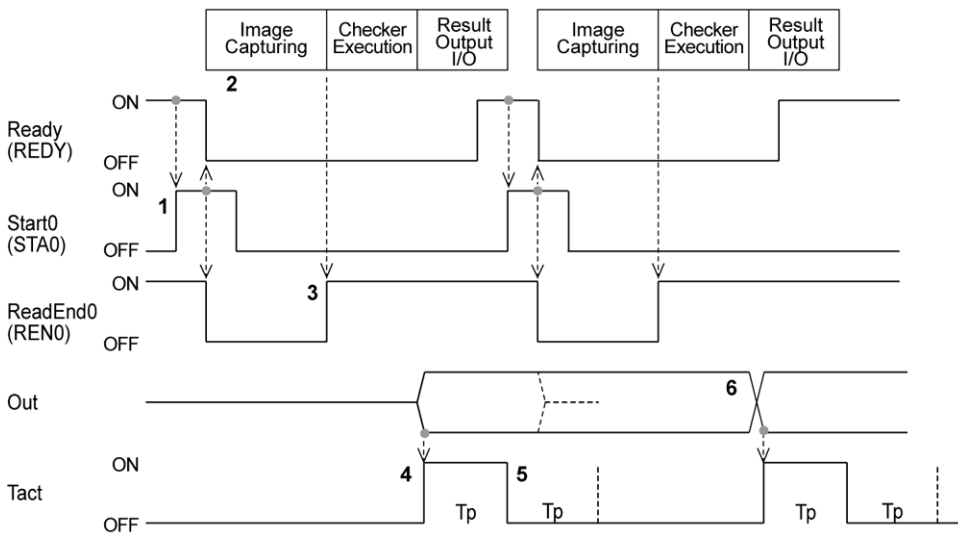 Image
Capturing
Checker
Execution
Result
Output
I/O
Image
Capturing
Checker
Execution
Result
Output
I/O
2
ON
Ready
(REDY)
OFF
ON
1
Start0
(STA0)
OFF
ON
3
ReadEnd0
(REN0)
OFF
Out
6
ON
4
5
Tact
Tp
Tp
Tp
Tp
OFF